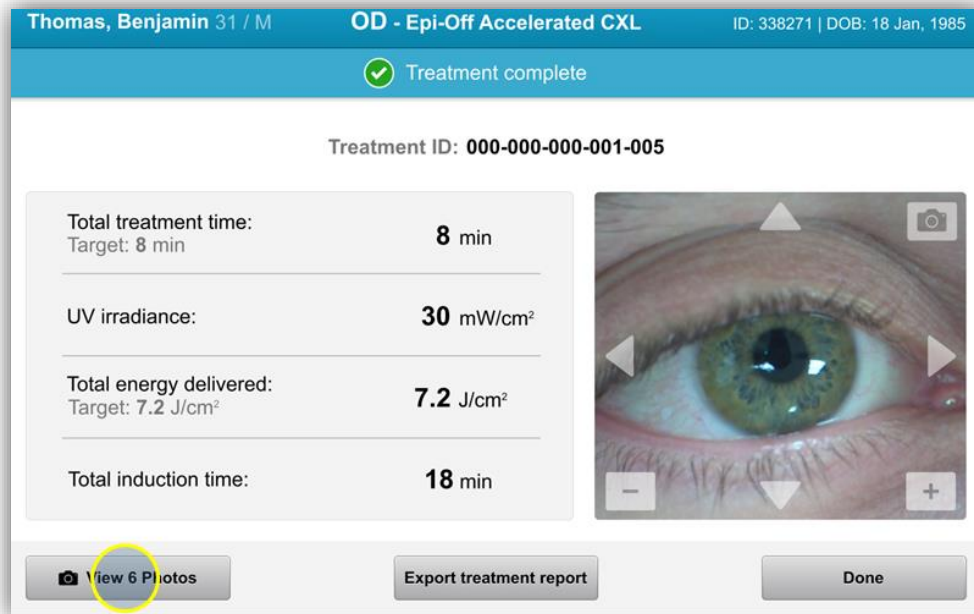 Thomas, Benjamin 31 / M OD - Epi-Off Accelerated CXL ID: 338271 | DOB: 18 Jan, 1985
Treatment complete
Treatment ID: 000-000-000-001-005
Total treatment time: 8 min
Target: 8 min
UV irradiance: 30 mW/cm²
Total energy delivered: 7.2 J/cm²
Target: 7.2 J/cm²
Total induction time: 18 min
View 6 Photos Export treatment report Done